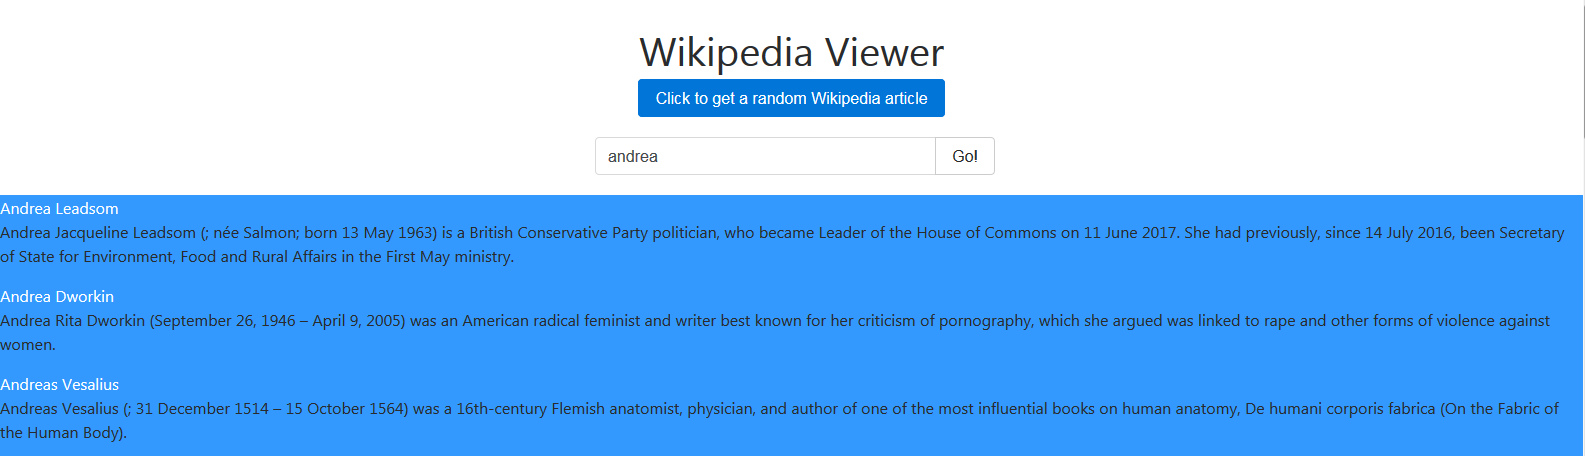 Wikipedia Viewer
Click to get a random Wikipedia article
andrea
Go!
Andrea Leadsom
Andrea Jacqueline Leadsom (; née Salmon; born 13 May 1963) is a British Conservative Party politician, who became Leader of the House of Commons on 11 June 2017. She had previously, since 14 July 2016, been Secretary
of State for Environment, Food and Rural Affairs in the First May ministry.
Andrea Dworkin
Andrea Rita Dworkin (September 26, 1946 – April 9, 2005) was an American radical feminist and writer best known for her criticism of pornography, which she argued was linked to rape and other forms of violence against
women.
Andreas Vesalius
Andreas Vesalius (; 31 December 1514 – 15 October 1564) was a 16th-century Flemish anatomist, physician, and author of one of the most influential books on human anatomy, De humani corporis fabrica (On the Fabric of
the Human Body).